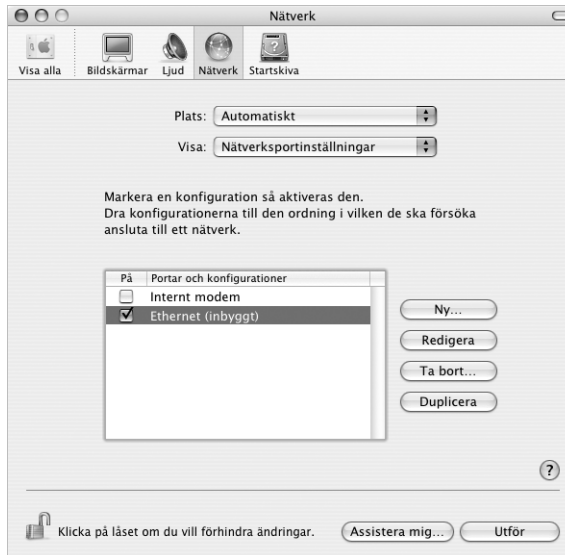 Nätverk
Visa alla
Bildskärmar
Ljud
Nätverk
Startskiva
Plats: Automatiskt
Visa: Nätverksportinställningar
Markera en konfiguration så aktiveras den.
Dra konfigurationerna till den ordning i vilken de ska försöka
ansluta till ett nätverk.
På Portar och konfigurationer
Internt modem
Ethernet (inbyggt)
Ny...
Redigera
Ta bort...
Duplicera
?
Klicka på låset om du vill förhindra ändringar.
Assistera mig...
Utför